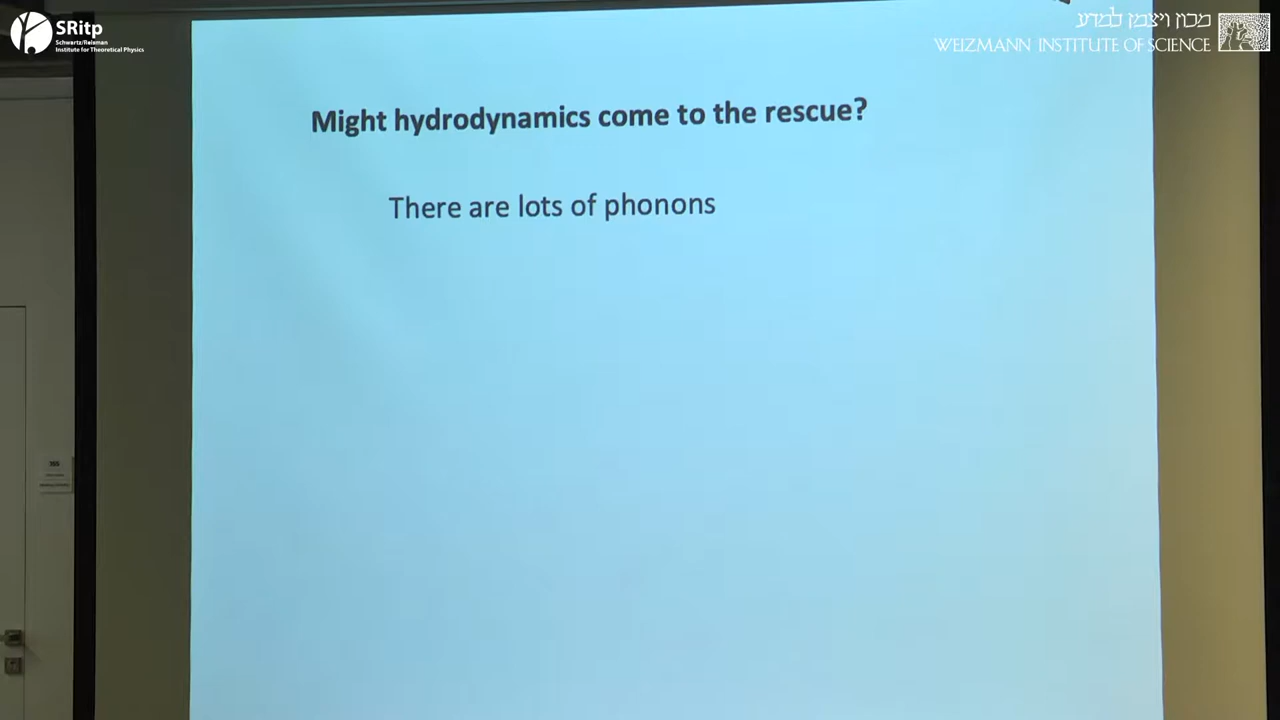 SRitp
Schwartz/Reisman
Institute for Theoretical Physics
מכון ויצמן למדע
WEIZMANN INSTITUTE OF SCIENCE
Might hydrodynamics come to the rescue?
There are lots of phonons